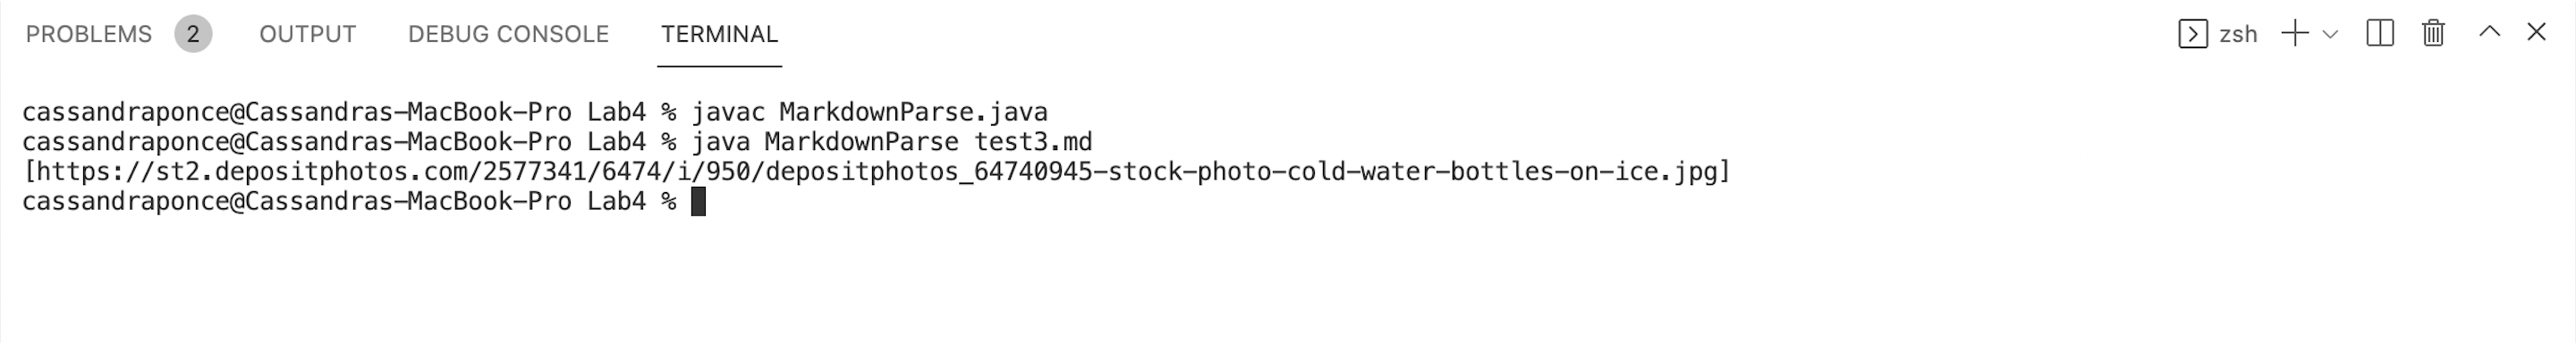 PROBLEMS 2 OUTPUT DEBUG CONSOLE TERMINAL zsh
cassandraponce@Cassandras-MacBook-Pro Lab4 % javac MarkdownParse.java
cassandraponce@Cassandras-MacBook-Pro Lab4 % java MarkdownParse test3.md
[https://st2.depositphotos.com/2577341/6474/i/950/depositphotos_64740945-stock-photo-cold-water-bottles-on-ice.jpg]
cassandraponce@Cassandras-MacBook-Pro Lab4 %